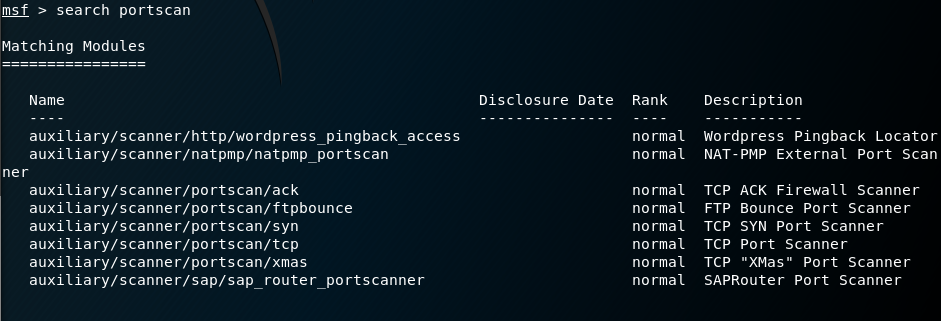 msf > search portscan
Matching Modules
================
Name Disclosure Date Rank Description
---- --------------- ---- -----------
auxiliary/scanner/http/wordpress_pingback_access normal Wordpress Pingback Locator
auxiliary/scanner/natpmp/natpmp_portscan normal NAT-PMP External Port Scan
ner
auxiliary/scanner/portscan/ack normal TCP ACK Firewall Scanner
auxiliary/scanner/portscan/ftpbounce normal FTP Bounce Port Scanner
auxiliary/scanner/portscan/syn normal TCP SYN Port Scanner
auxiliary/scanner/portscan/tcp normal TCP Port Scanner
auxiliary/scanner/portscan/xmas normal TCP "XMas" Port Scanner
auxiliary/scanner/sap/sap_router_portscanner normal SAPRouter Port Scanner